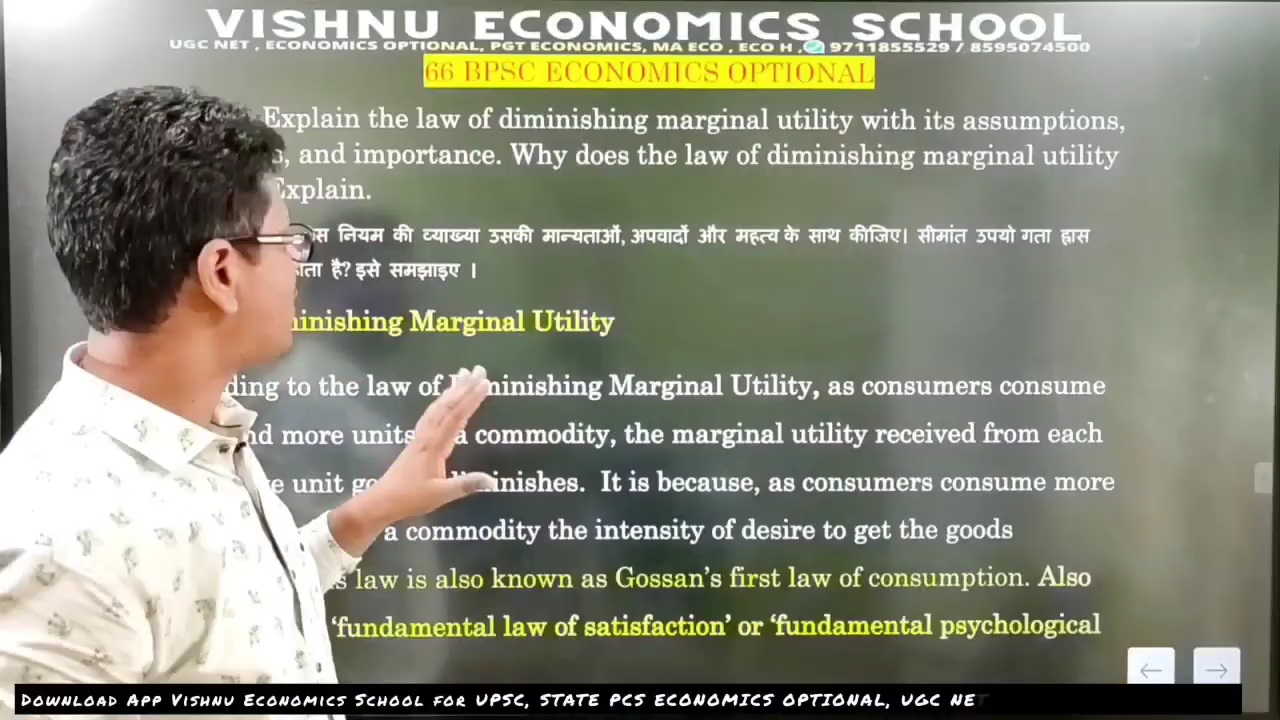 VISHNU ECONOMICS SCHOOL
UGC NET , ECONOMICS OPTIONAL, PGT ECONOMICS, MA ECO , ECO H , 9711855529 / 8595074500
66 BPSC ECONOMICS OPTIONAL
Explain the law of diminishing marginal utility with its assumptions,
and importance. Why does the law of diminishing marginal utility
Explain.
नियम की व्याख्या उसकी मान्यताओं, अपवादों और महत्व के साथ कीजिए। सीमांत उपयो गता ह्रास
है? इसे समझाइए ।
Marginal Utility
to the law of Marginal Utility, as consumers consume
more units a commodity, the marginal utility received from each
unit It is because, as consumers consume more
a commodity the intensity of desire to get the goods
law is also known as Gossan's first law of consumption. Also
'fundamental law of satisfaction' or 'fundamental psychological
← →
Download App Vishnu Economics School for UPSC, STATE PCS ECONOMICS OPTIONAL, UGC NET